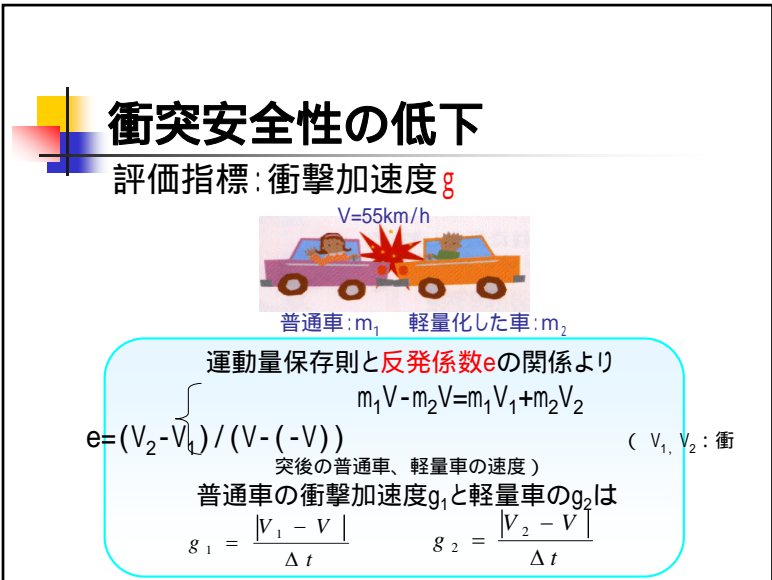 衝突安全性の低下
評価指標：衝撃加速度g
V=55km/h
普通車：m₁　軽量化した車：m₂
運動量保存則と反発係数eの関係より
m₁V-m₂V=m₁V₁+m₂V₂
e=(V₂-V₁)/(V-(-V))
（ V₁, V₂：衝
突後の普通車、軽量車の速度）
普通車の衝撃加速度g₁と軽量車のg₂は
g₁ = |V₁ − V| / Δt　g₂ = |V₂ − V| / Δt